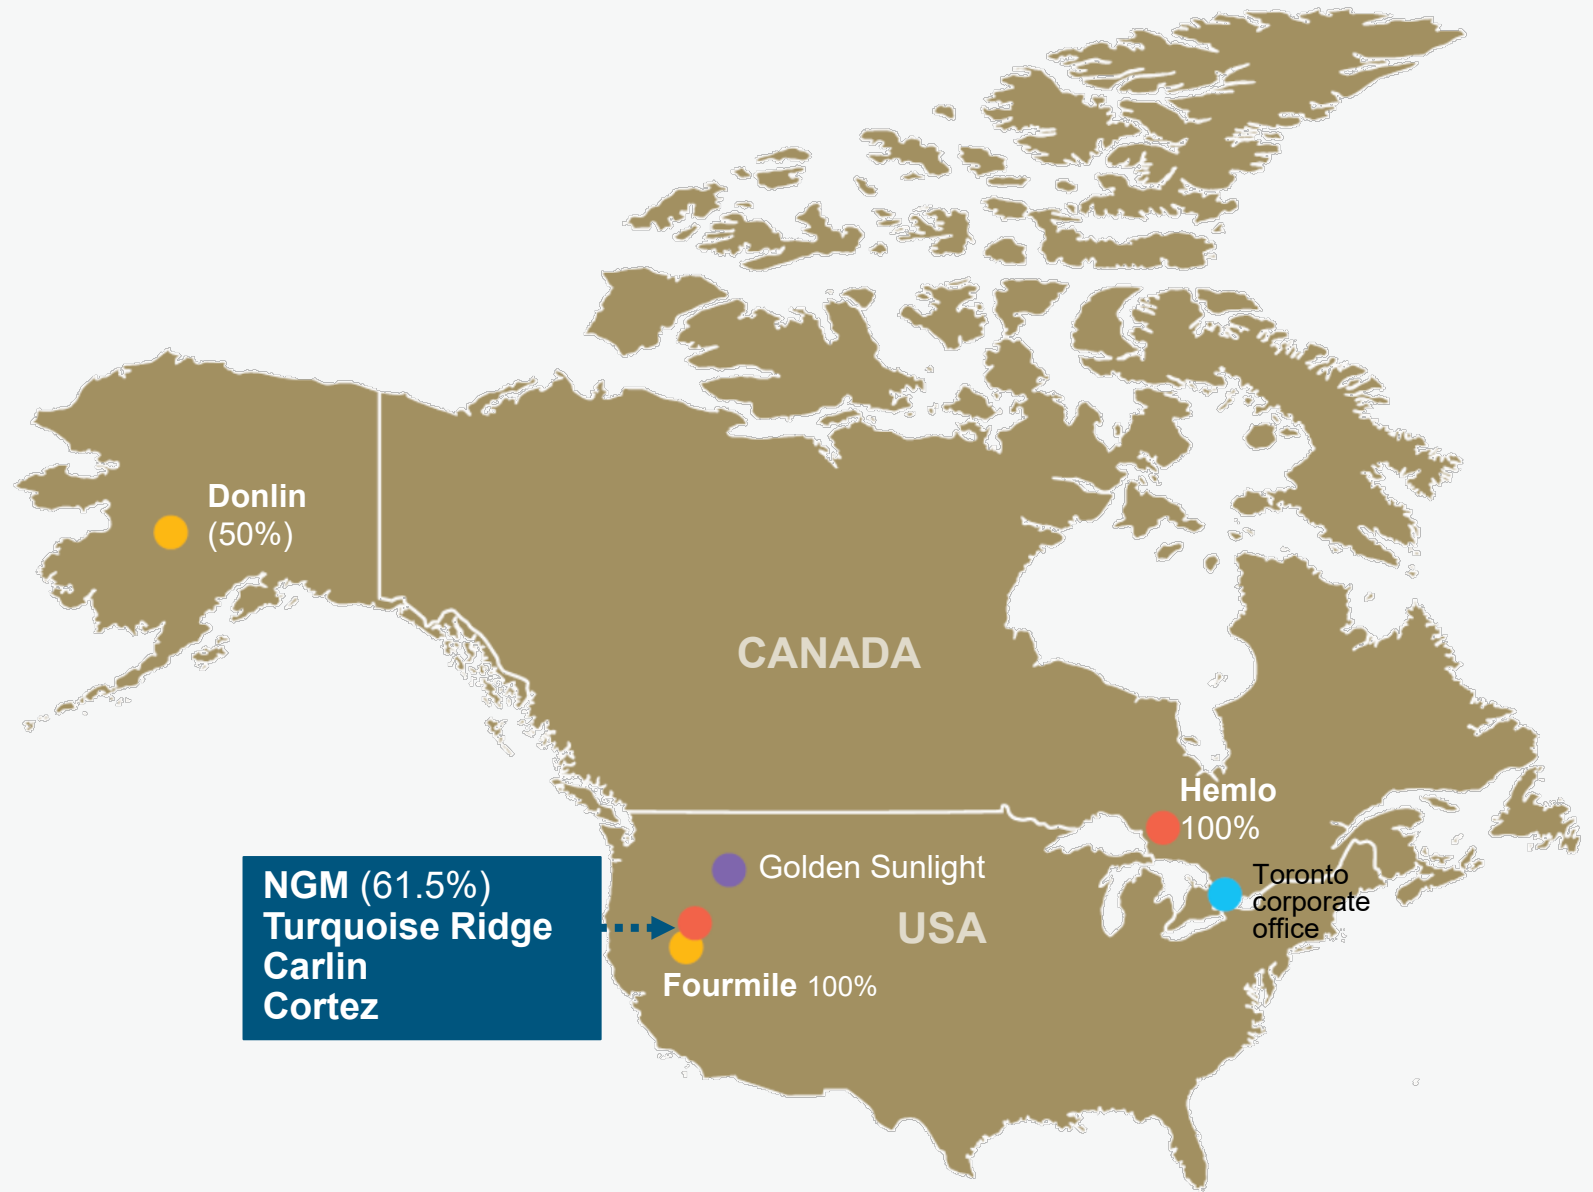 Donlin
(50%)
CANADA
Hemlo
100%
Golden Sunlight
Toronto
corporate
office
NGM (61.5%)
Turquoise Ridge
Carlin
Cortez
USA
Fourmile 100%